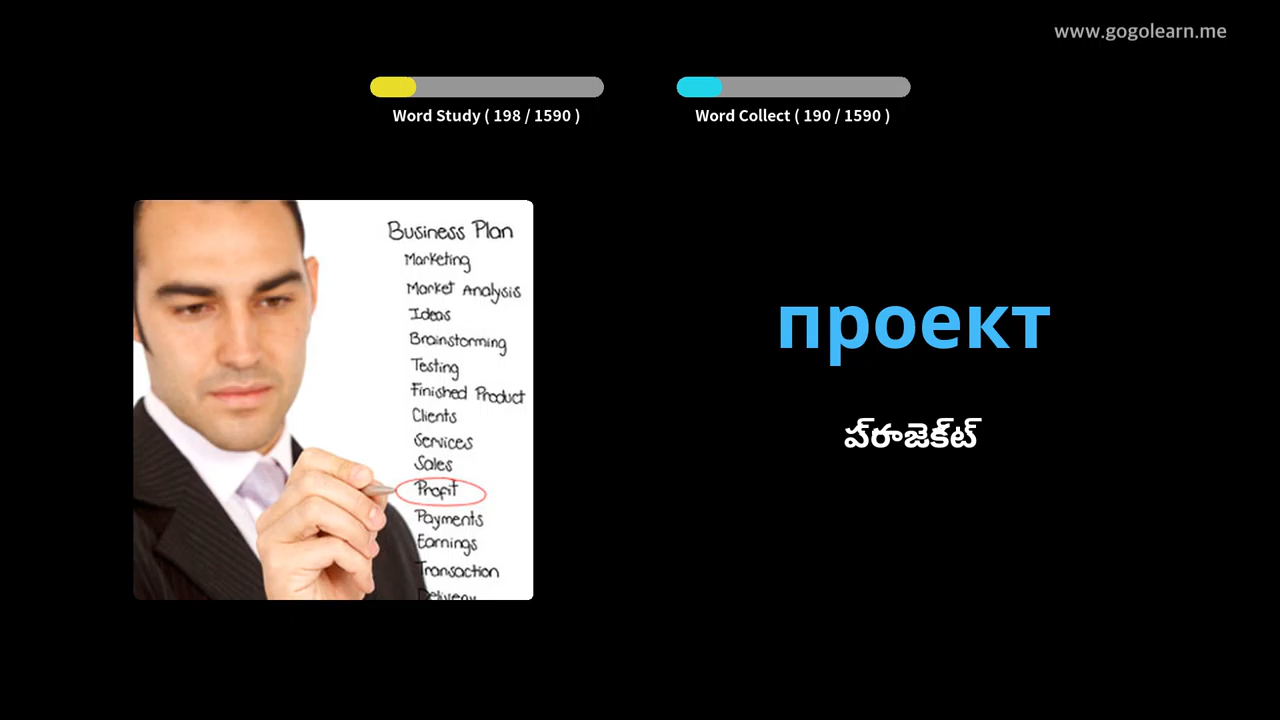 www.gogolearn.me
Word Study ( 198 / 1590 )
Word Collect ( 190 / 1590 )
Business Plan
Marketing
Market Analysis
Ideas
Brainstorming
Testing
Finished Product
Clients
Services
Sales
Profit
Payments
Earnings
Transaction
Delivery
проект
ప్రాజెక్ట్